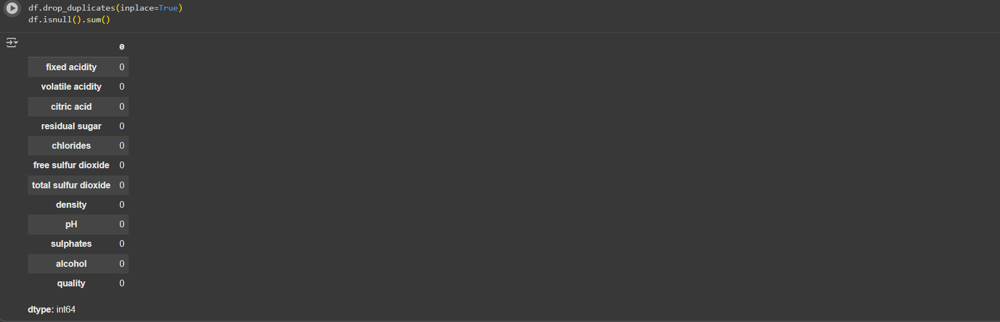 df.drop_duplicates(inplace=True)
df.isnull().sum()
0
fixed acidity 0
volatile acidity 0
citric acid 0
residual sugar 0
chlorides 0
free sulfur dioxide 0
total sulfur dioxide 0
density 0
pH 0
sulphates 0
alcohol 0
quality 0
dtype: int64